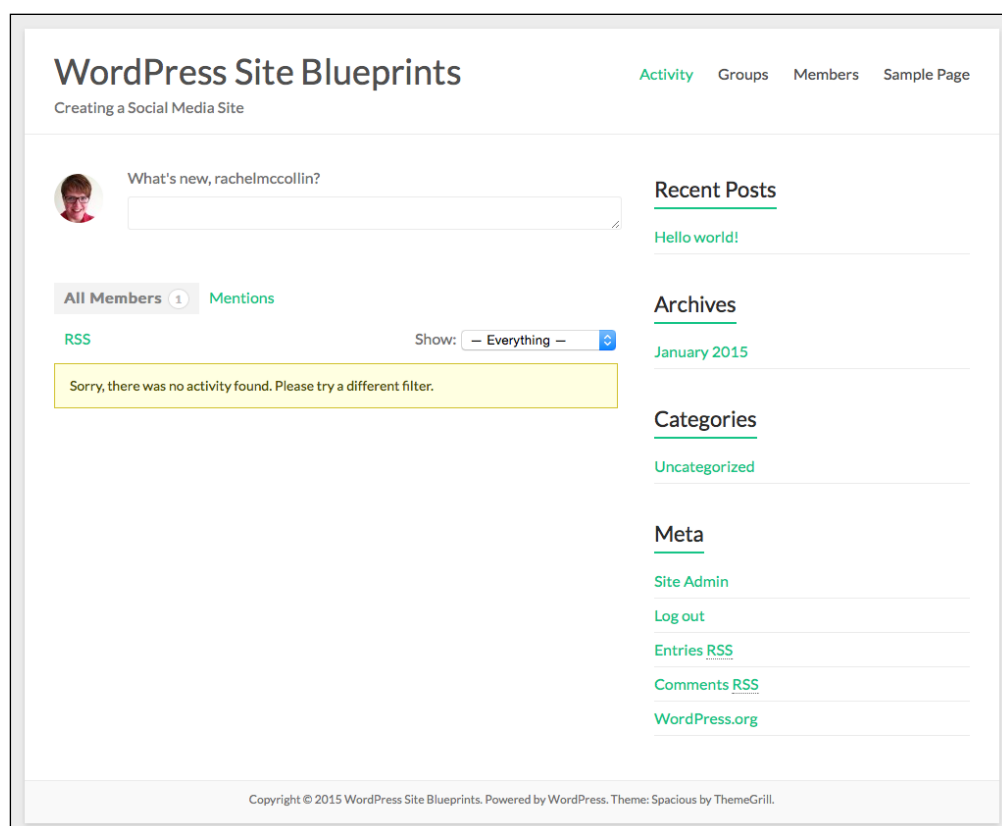 WordPress Site Blueprints
Creating a Social Media Site
Activity Groups Members Sample Page
What's new, rachelmccollin?
All Members 1 Mentions
RSS Show: — Everything —
Sorry, there was no activity found. Please try a different filter.
Recent Posts
Hello world!
Archives
January 2015
Categories
Uncategorized
Meta
Site Admin
Log out
Entries RSS
Comments RSS
WordPress.org
Copyright © 2015 WordPress Site Blueprints. Powered by WordPress. Theme: Spacious by ThemeGrill.